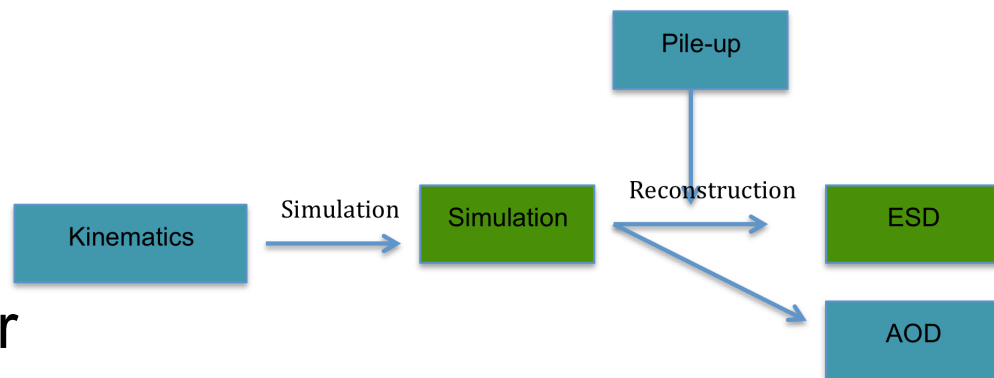 Pile-up
Reconstruction
Simulation
Simulation
ESD
Kinematics
r
AOD